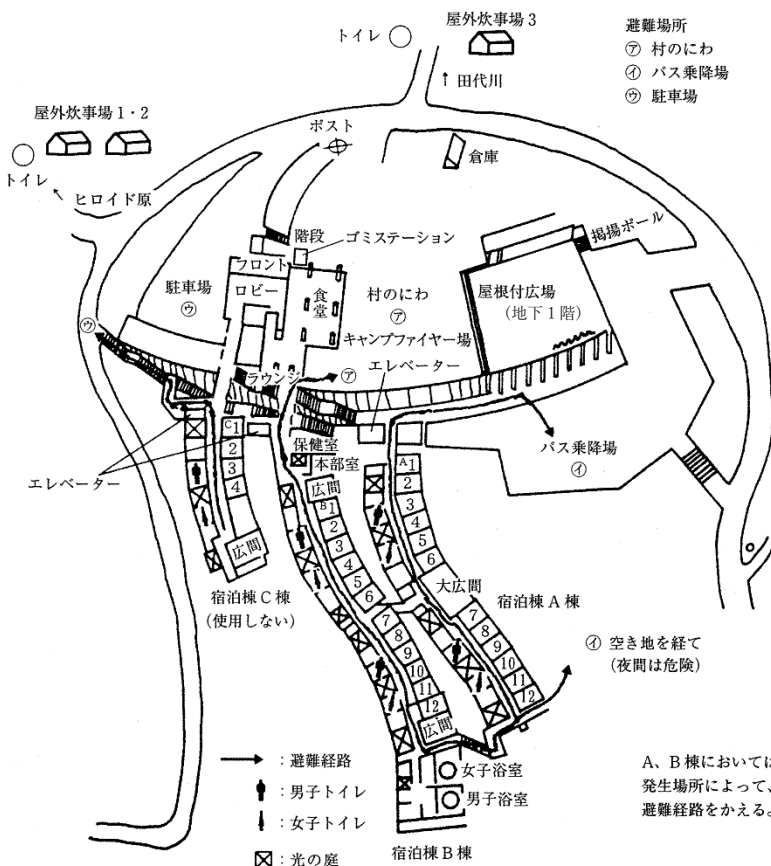 トイレ
屋外炊事場3
↑田代川
避難場所
㋐ 村のにわ
㋑ バス乗降場
㋒ 駐車場
屋外炊事場1・2
トイレ
ヒロイド原
ポスト
倉庫
階段
ゴミステーション
フロント
ロビー
食堂
駐車場
㋒
村のにわ
㋐
キャンプファイヤー場
エレベーター
掲揚ポール
屋根付広場
(地下1階)
㋒
ラウンジ
㋐
バス乗降場
㋑
保健室
本部室
エレベーター
C1
2
3
4
広間
宿泊棟C棟
(使用しない)
広間
B1
2
3
4
5
6
7
8
9
10
11
12
広間
A1
2
3
4
5
6
大広間
宿泊棟A棟
7
8
9
10
11
12
㋑ 空き地を経て
(夜間は危険)
女子浴室
男子浴室
宿泊棟B棟
:避難経路
:男子トイレ
:女子トイレ
:光の庭
A、B棟においては
発生場所によって、
避難経路をかえる。